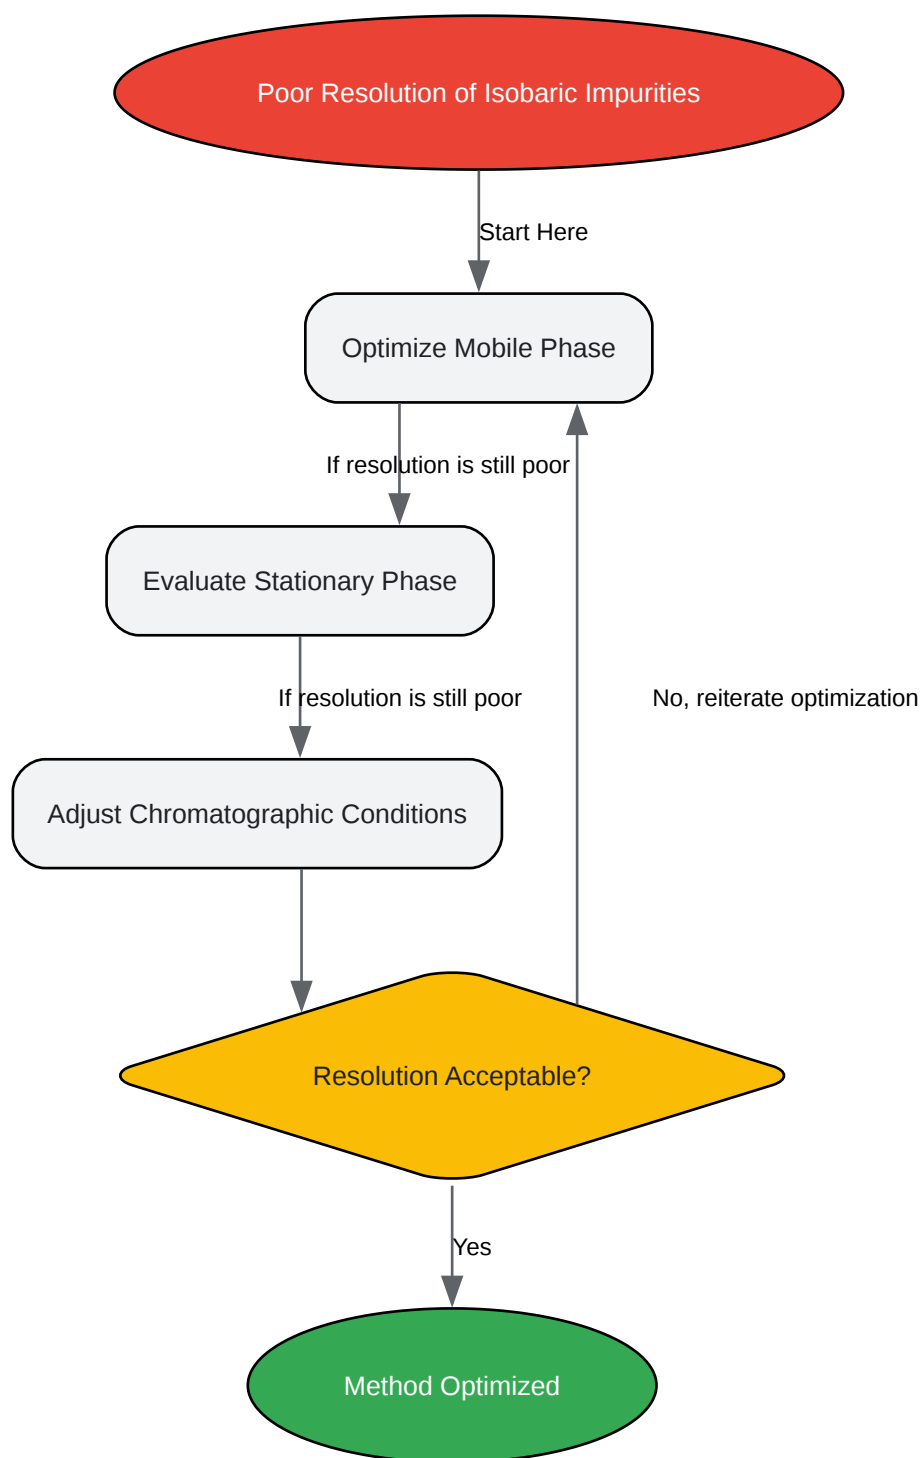 Poor Resolution of Isobaric Impurities
Start Here
Optimize Mobile Phase
If resolution is still poor
Evaluate Stationary Phase
If resolution is still poor
No, reiterate optimization
Adjust Chromatographic Conditions
Resolution Acceptable?
Yes
Method Optimized